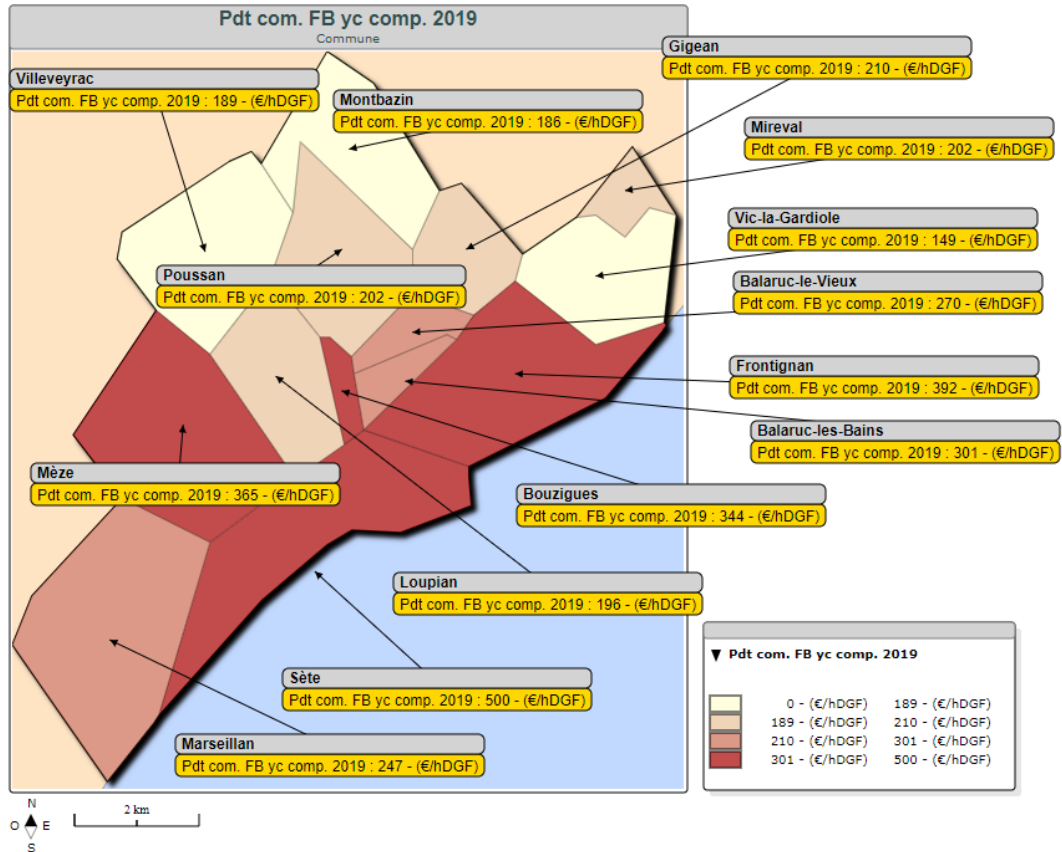 Pdt com. FB yc comp. 2019
Commune
Gigean
Pdt com. FB yc comp. 2019 : 210 - (€/hDGF)
Villeveyrac
Pdt com. FB yc comp. 2019 : 189 - (€/hDGF)
Montbazin
Pdt com. FB yc comp. 2019 : 186 - (€/hDGF)
Mireval
Pdt com. FB yc comp. 2019 : 202 - (€/hDGF)
Vic-la-Gardiole
Pdt com. FB yc comp. 2019 : 149 - (€/hDGF)
Poussan
Pdt com. FB yc comp. 2019 : 202 - (€/hDGF)
Balaruc-le-Vieux
Pdt com. FB yc comp. 2019 : 270 - (€/hDGF)
Frontignan
Pdt com. FB yc comp. 2019 : 392 - (€/hDGF)
Balaruc-les-Bains
Pdt com. FB yc comp. 2019 : 301 - (€/hDGF)
Mèze
Pdt com. FB yc comp. 2019 : 365 - (€/hDGF)
Bouzigues
Pdt com. FB yc comp. 2019 : 344 - (€/hDGF)
Loupian
Pdt com. FB yc comp. 2019 : 196 - (€/hDGF)
Sète
Pdt com. FB yc comp. 2019 : 500 - (€/hDGF)
Marseillan
Pdt com. FB yc comp. 2019 : 247 - (€/hDGF)
Pdt com. FB yc comp. 2019
0 - (€/hDGF) 189 - (€/hDGF)
189 - (€/hDGF) 210 - (€/hDGF)
210 - (€/hDGF) 301 - (€/hDGF)
301 - (€/hDGF) 500 - (€/hDGF)
N
O E
S
2 km